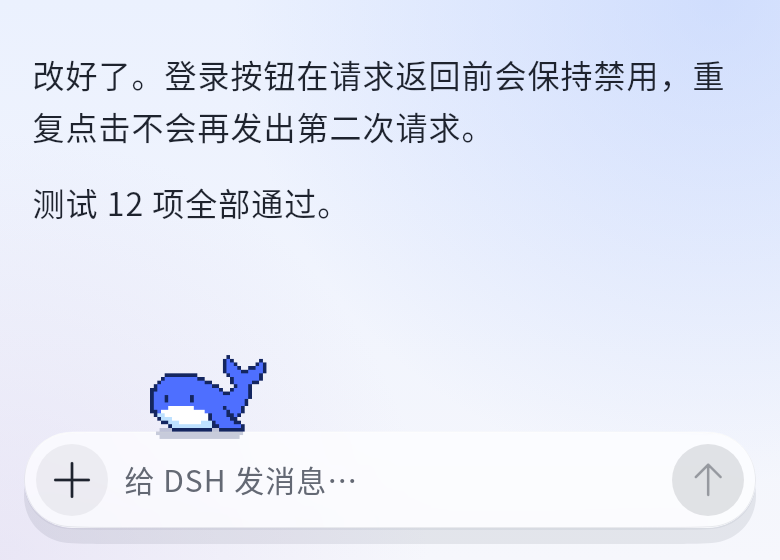 改好了。登录按钮在请求返回前会保持禁用，重
复点击不会再发出第二次请求。
测试 12 项全部通过。
给 DSH 发消息…